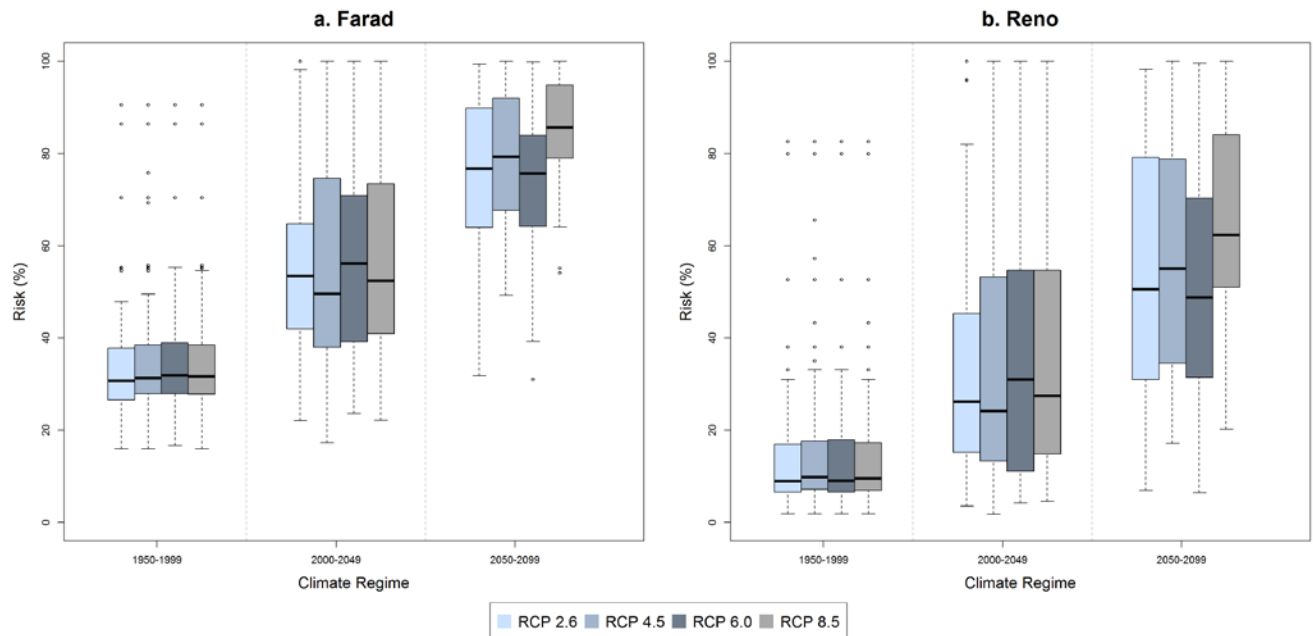 a. Farad
Risk (%)
100
80
60
40
20
0
1950-1999
2000-2049
2050-2099
Climate Regime
b. Reno
Risk (%)
100
80
60
40
20
0
1950-1999
2000-2049
2050-2099
Climate Regime
RCP 2.6 RCP 4.5 RCP 6.0 RCP 8.5